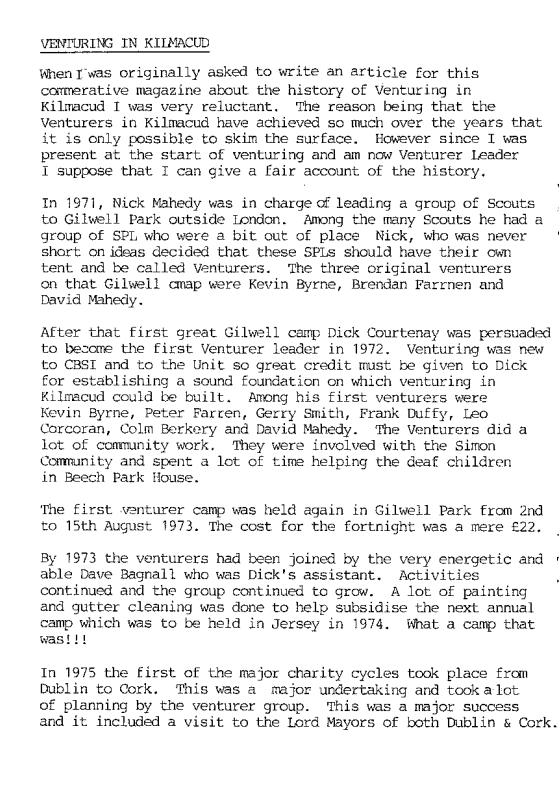 VENTURING IN KILMACUD
When I was originally asked to write an article for this
commerative magazine about the history of Venturing in
Kilmacud I was very reluctant. The reason being that the
Venturers in Kilmacud have achieved so much over the years that
it is only possible to skim the surface. However since I was
present at the start of venturing and am now Venturer Leader
I suppose that I can give a fair account of the history.
In 1971, Nick Mahedy was in charge of leading a group of Scouts
to Gilwell Park outside London. Among the many Scouts he had a
group of SPL who were a bit out of place Nick, who was never
short on ideas decided that these SPLs should have their own
tent and be called Venturers. The three original venturers
on that Gilwell cmap were Kevin Byrne, Brendan Farrnen and
David Mahedy.
After that first great Gilwell camp Dick Courtenay was persuaded
to become the first Venturer leader in 1972. Venturing was new
to CBSI and to the Unit so great credit must be given to Dick
for establishing a sound foundation on which venturing in
Kilmacud could be built. Among his first venturers were
Kevin Byrne, Peter Farren, Gerry Smith, Frank Duffy, Leo
Corcoran, Colm Berkery and David Mahedy. The Venturers did a
lot of community work. They were involved with the Simon
Community and spent a lot of time helping the deaf children
in Beech Park House.
The first venturer camp was held again in Gilwell Park from 2nd
to 15th August 1973. The cost for the fortnight was a mere £22.
By 1973 the venturers had been joined by the very energetic and
able Dave Bagnall who was Dick's assistant. Activities
continued and the group continued to grow. A lot of painting
and gutter cleaning was done to help subsidise the next annual
camp which was to be held in Jersey in 1974. What a camp that
was!!!
In 1975 the first of the major charity cycles took place from
Dublin to Cork. This was a major undertaking and took a lot
of planning by the venturer group. This was a major success
and it included a visit to the Lord Mayors of both Dublin & Cork.